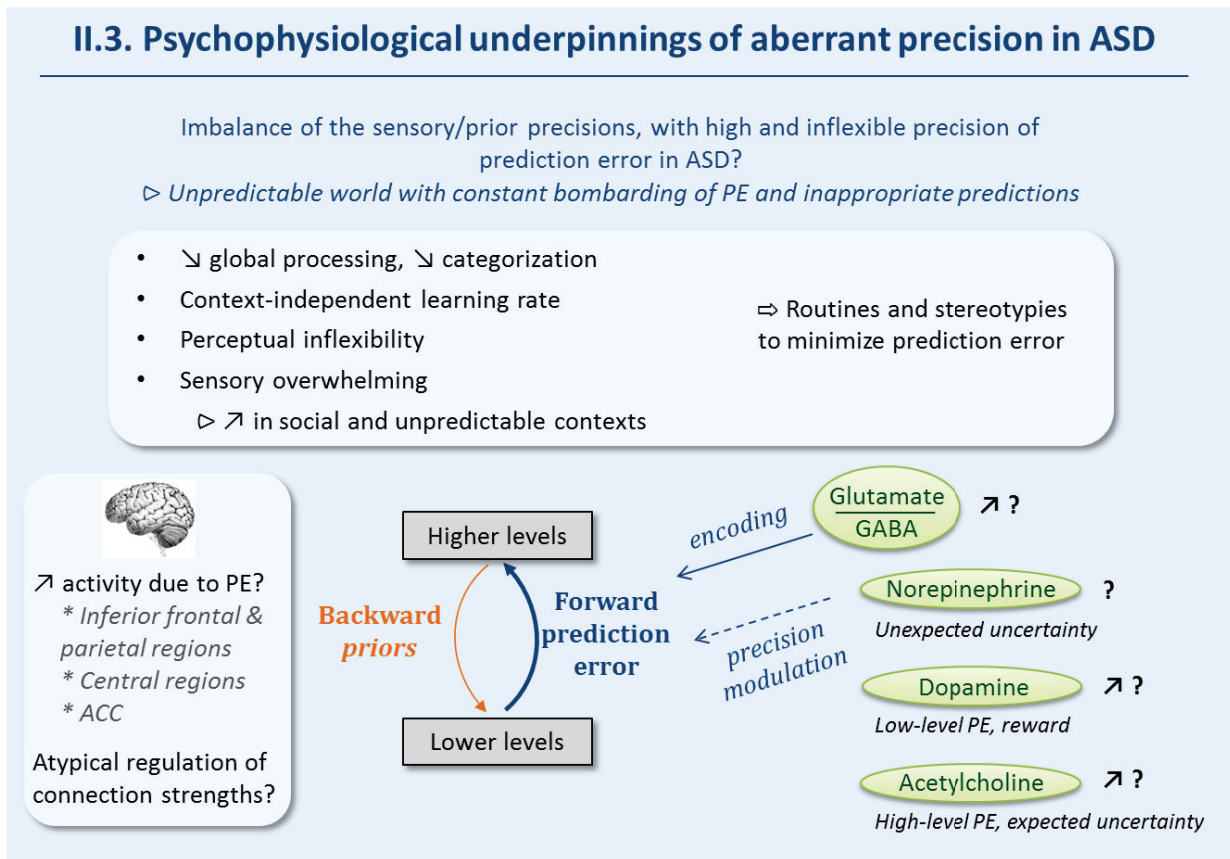 II.3. Psychophysiological underpinnings of aberrant precision in ASD
Imbalance of the sensory/prior precisions, with high and inflexible precision of
prediction error in ASD?
▷ Unpredictable world with constant bombarding of PE and inappropriate predictions
• ↘ global processing, ↘ categorization
• Context-independent learning rate
• Perceptual inflexibility
• Sensory overwhelming
▷ ↗ in social and unpredictable contexts
⇨ Routines and stereotypies
to minimize prediction error
↗ activity due to PE?
* Inferior frontal &
parietal regions
* Central regions
* ACC
Atypical regulation of
connection strengths?
Higher levels
Backward
priors
Forward
prediction
error
Lower levels
encoding
precision
modulation
Glutamate
GABA
↗ ?
Norepinephrine
?
Unexpected uncertainty
Dopamine
↗ ?
Low-level PE, reward
Acetylcholine
↗ ?
High-level PE, expected uncertainty